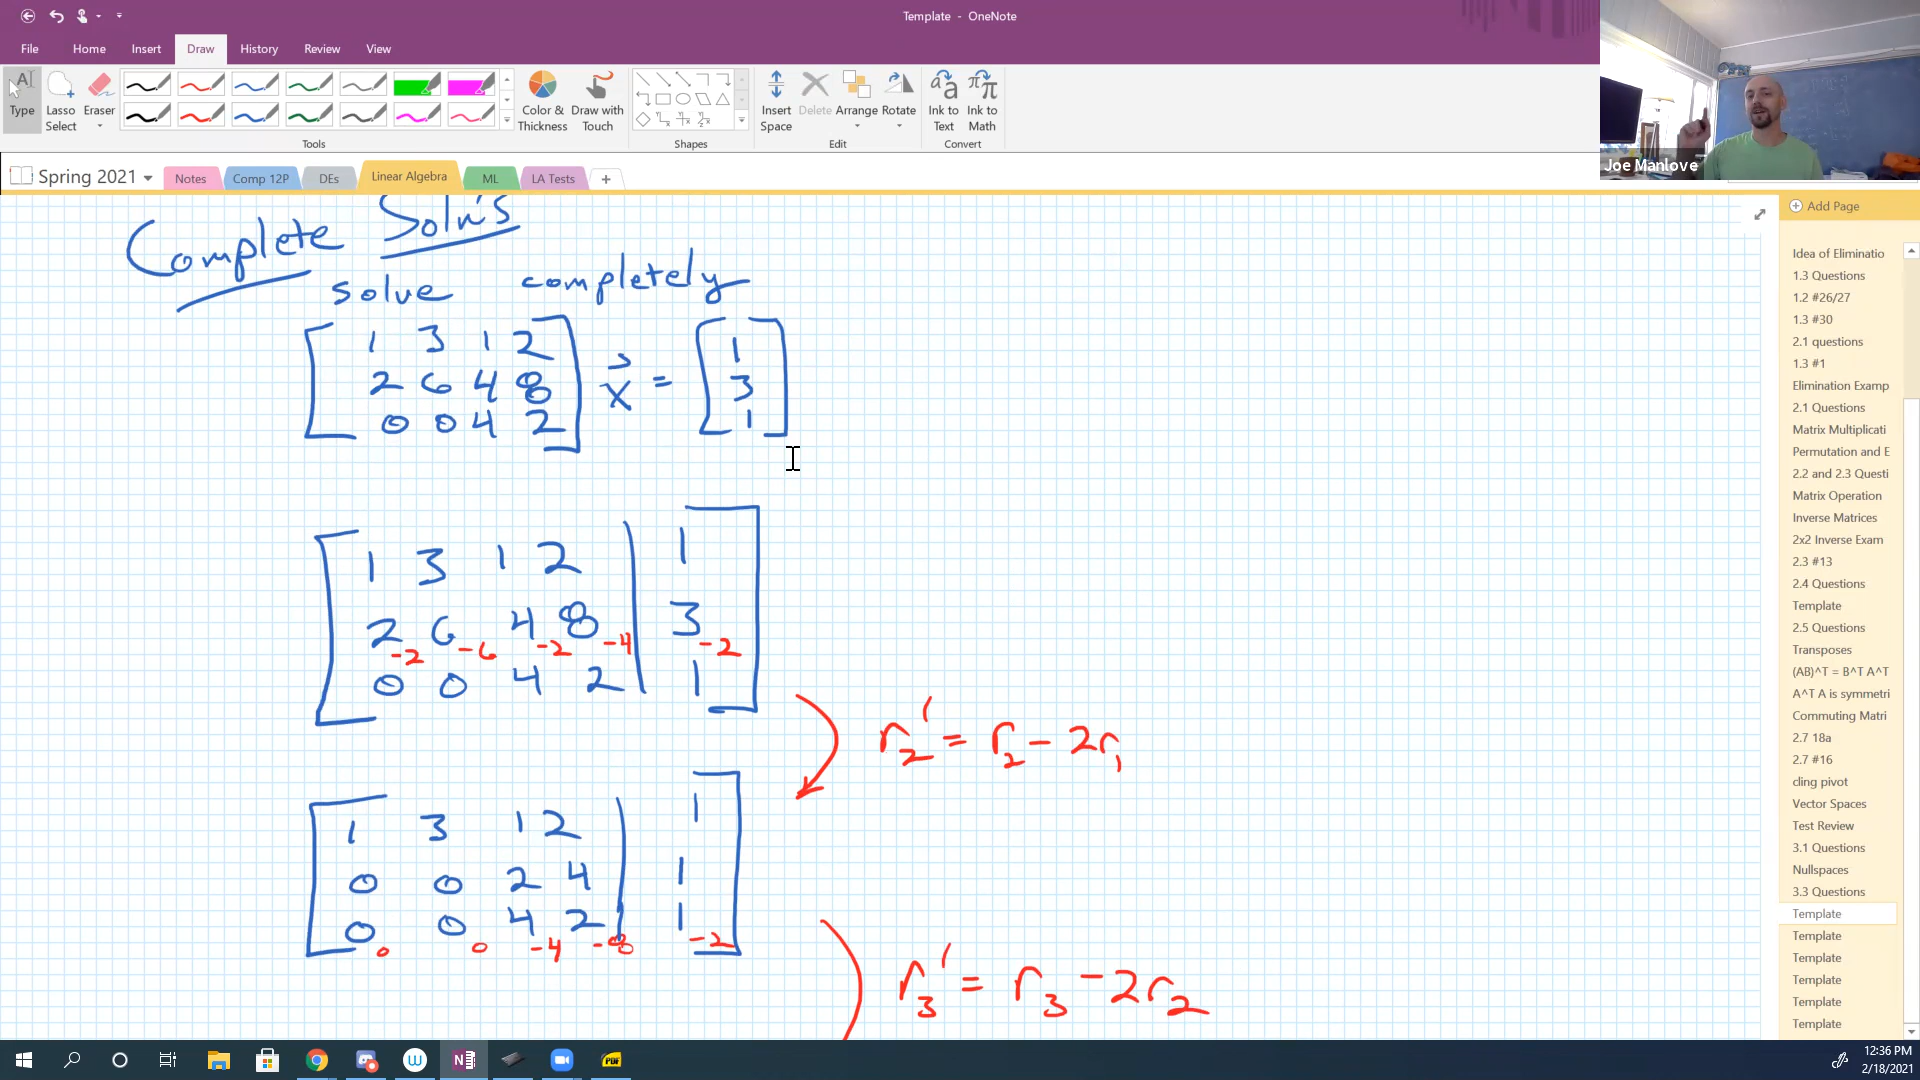 Template - OneNote
File Home Insert Draw History Review View
Type
Lasso Select
Eraser
Color & Thickness
Draw with Touch
Insert Space
Delete
Arrange
Rotate
Ink to Text
Ink to Math
Tools
Shapes
Edit
Convert
Joe Manlove
Spring 2021
Notes Comp 12P DEs Linear Algebra ML LA Tests
Complete Soln's
solve completely
1 3 1 2
2 6 4 8 x = 1 3 1
0 0 4 2
1 3 1 2 | 1
2 6 4 8 | 3
-2 -6 -2 -4 -2
0 0 4 2 | 1
r2' = r2 - 2r1
1 3 1 2 | 1
0 0 2 4 | 1
0 0 4 2 | 1
0 0 -4 -8 -2
r3' = r3 - 2r2
Add Page
Idea of Eliminatio
1.3 Questions
1.2 #26/27
1.3 #30
2.1 questions
1.3 #1
Elimination Examp
2.1 Questions
Matrix Multiplicati
Permutation and E
2.2 and 2.3 Questi
Matrix Operation
Inverse Matrices
2x2 Inverse Exam
2.3 #13
2.4 Questions
Template
2.5 Questions
Transposes
(AB)^T = B^T A^T
A^T A is symmetri
Commuting Matri
2.7 18a
2.7 #16
cling pivot
Vector Spaces
Test Review
3.1 Questions
Nullspaces
3.3 Questions
Template
Template
Template
Template
Template
Template
12:36 PM
2/18/2021